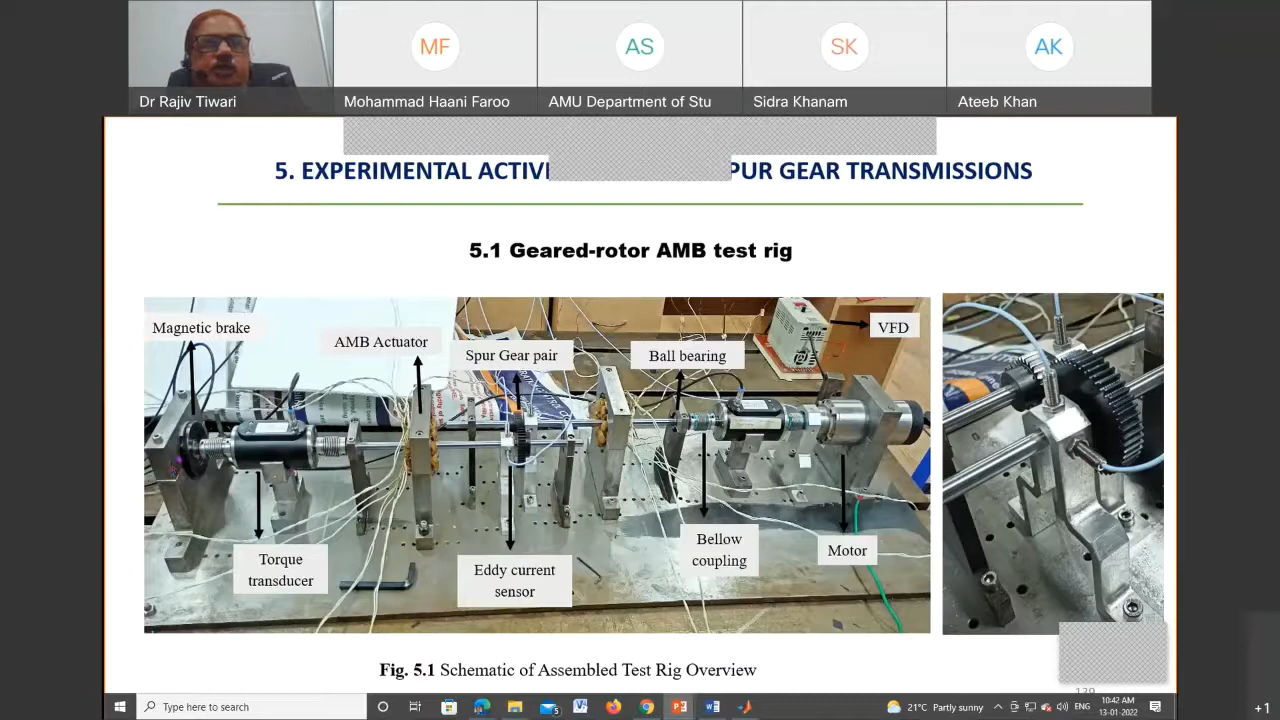 MF
AS
SK
AK
Dr Rajiv Tiwari
Mohammad Haani Faroo
AMU Department of Stu
Sidra Khanam
Ateeb Khan
5. EXPERIMENTAL ACTIV
PUR GEAR TRANSMISSIONS
5.1 Geared-rotor AMB test rig
Magnetic brake
AMB Actuator
Spur Gear pair
Ball bearing
VFD
Torque
transducer
Eddy current
sensor
Bellow
coupling
Motor
Fig. 5.1 Schematic of Assembled Test Rig Overview
Type here to search
21°C Partly sunny
ENG
10:42 AM
13-01-2022
+1